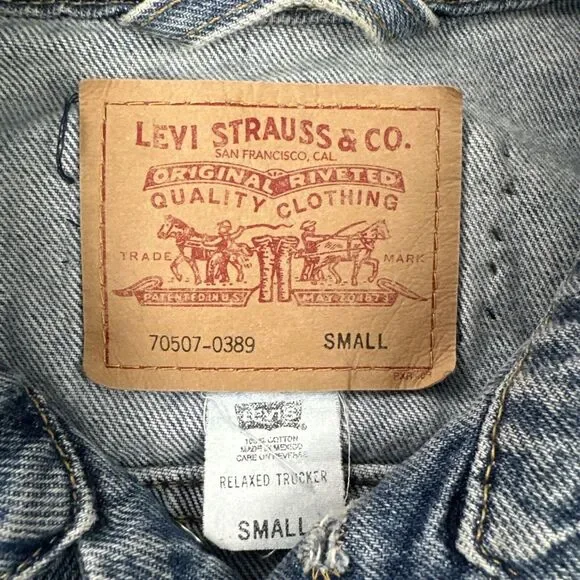 LEVI STRAUSS & CO.
SAN FRANCISCO, CAL.
ORIGINAL RIVETED
QUALITY CLOTHING
TRADE MARK
PATENTED IN U.S. MAY 20 1873
70507-0389 SMALL
LEVI'S
100% COTTON
MADE IN MEXICO
CARE ON REVERSE
RELAXED TRUCKER
SMALL